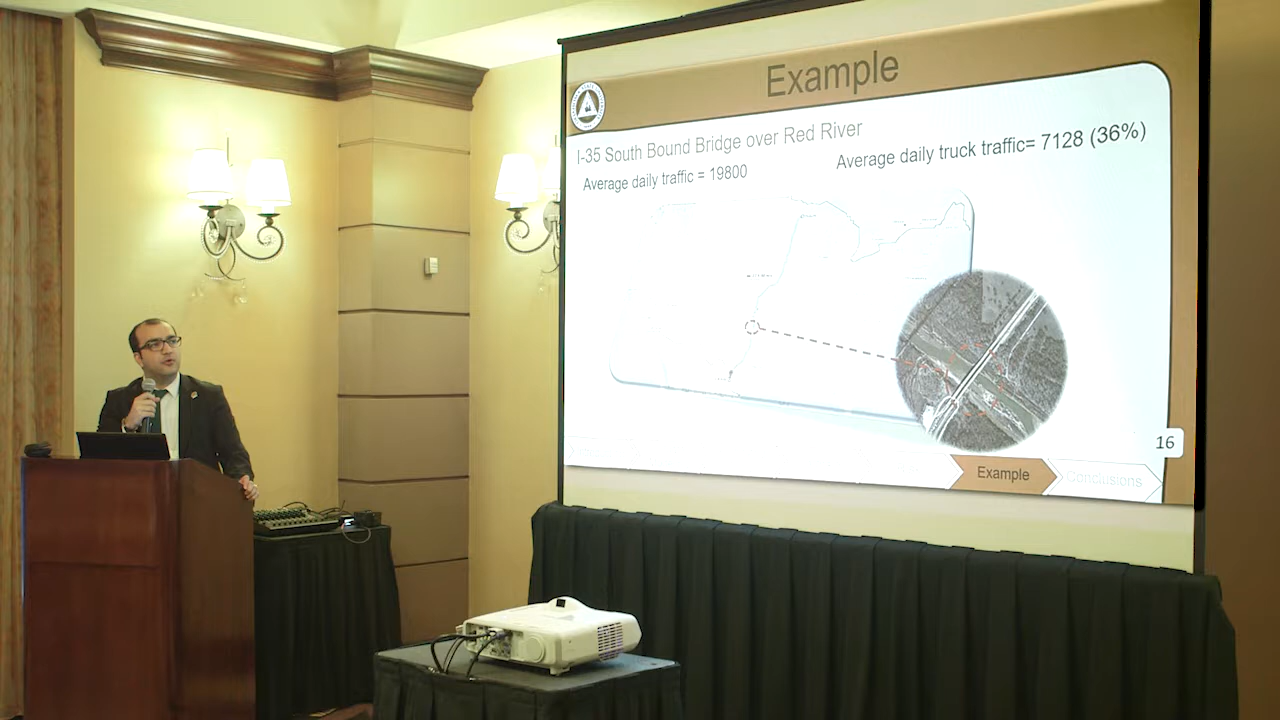 Example
I-35 South Bound Bridge over Red River
Average daily traffic = 19800
Average daily truck traffic= 7128 (36%)
16
Example
Conclusions